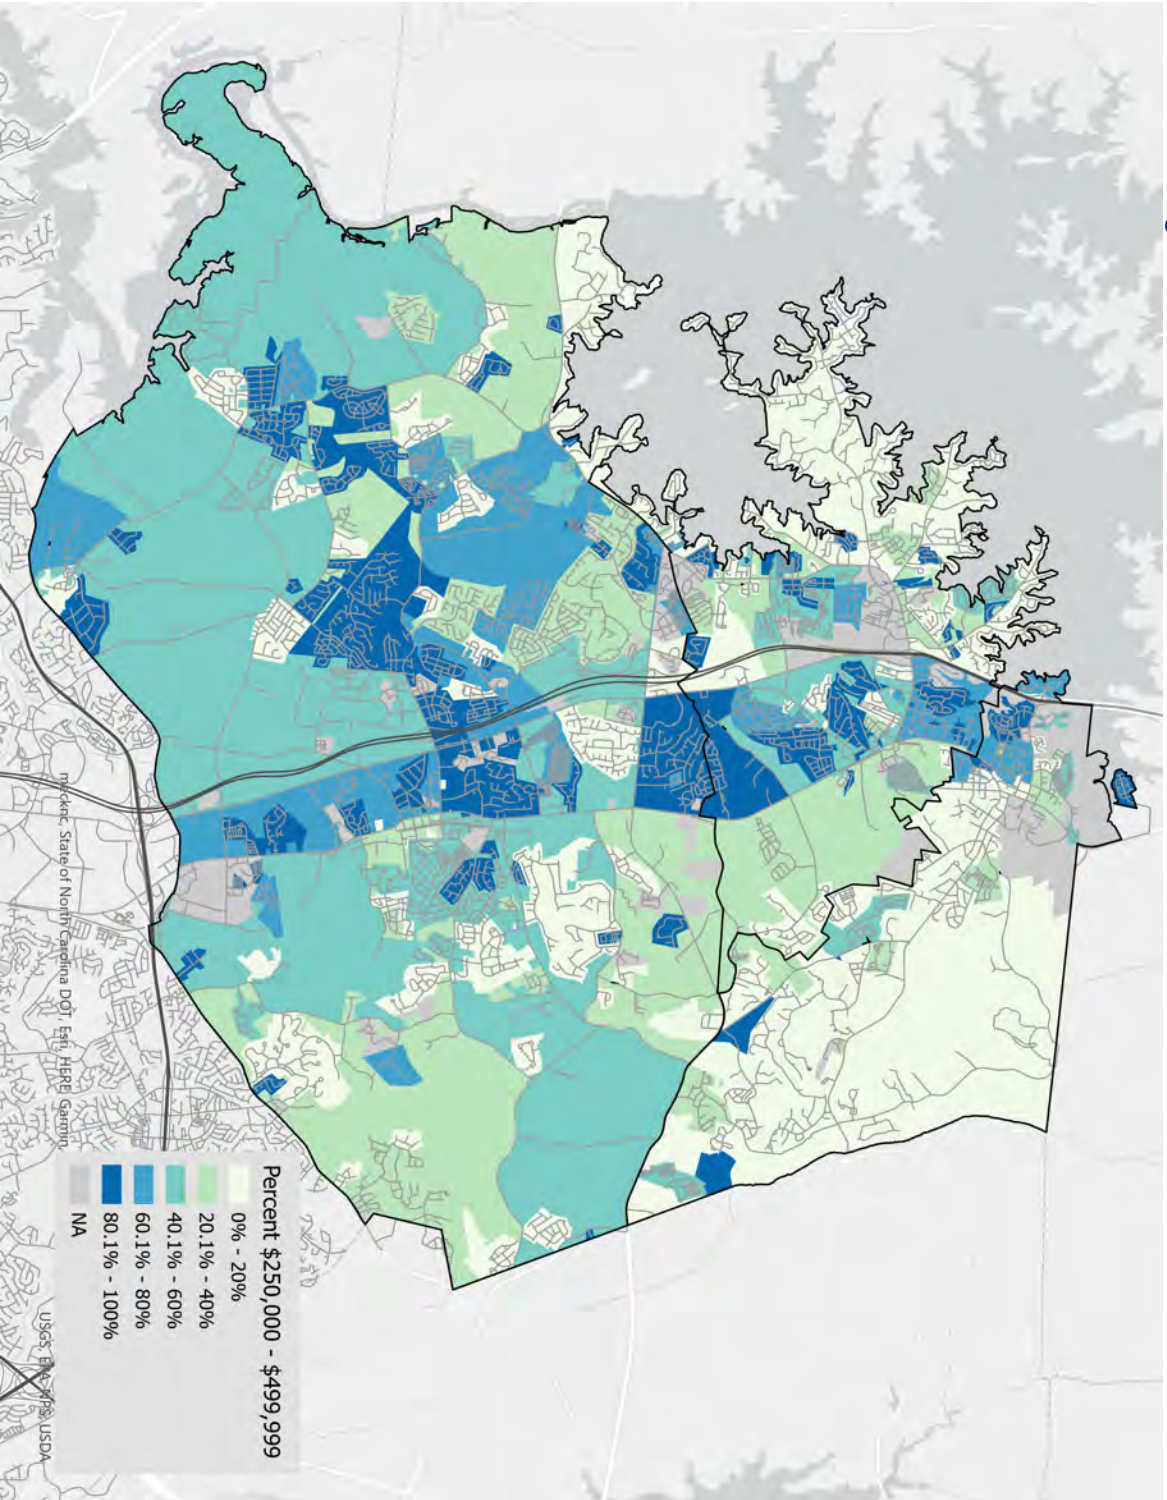 Percent $250,000 - $499,999
0% - 20%
20.1% - 40%
40.1% - 60%
60.1% - 80%
80.1% - 100%
NA
mecknc, State of North Carolina DOT, Esri, HERE, Garmin,
USGS, EPA, NPS, USDA